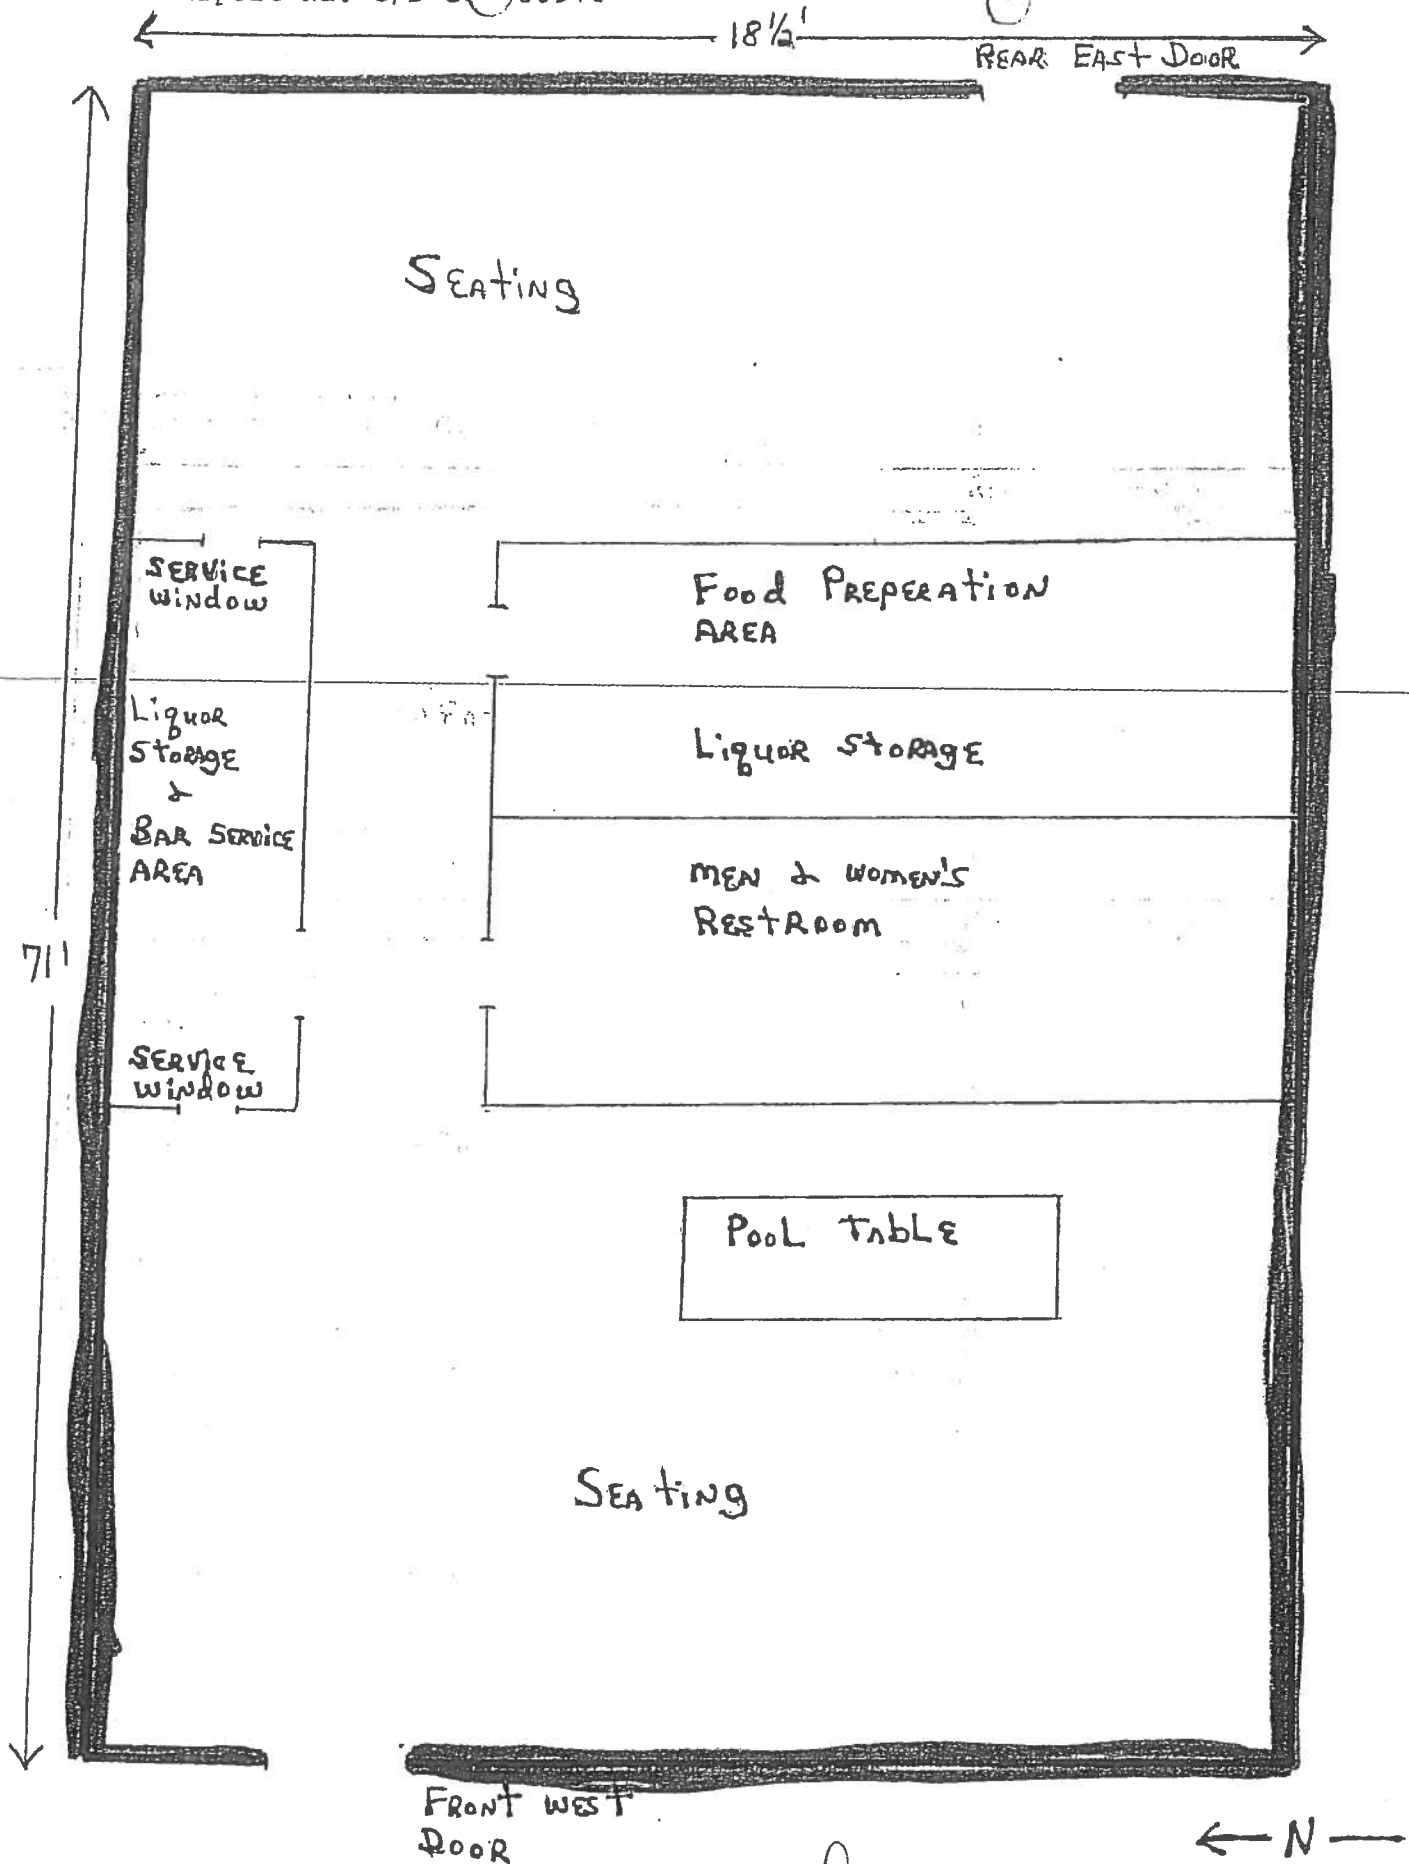 18½'
REAR EAST DOOR
SEATING
SERVICE
WINDOW
FOOD PREPERATION
AREA
LIQUOR
STORAGE
&
BAR SERVICE
AREA
LIQUOR STORAGE
MEN & WOMEN'S
RESTROOM
71'
SERVICE
WINDOW
POOL TABLE
SEATING
FRONT WEST
DOOR
N